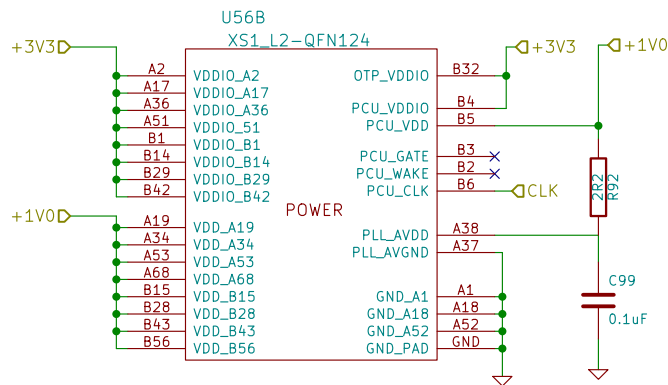 U56B
XS1_L2-QFN124
+3V3
+1V0
+3V3
+1V0
A2 VDDIO_A2
A17 VDDIO_A17
A36 VDDIO_A36
A51 VDDIO_51
B1 VDDIO_B1
B14 VDDIO_B14
B29 VDDIO_B29
B42 VDDIO_B42
A19 VDD_A19
A34 VDD_A34
A53 VDD_A53
A68 VDD_A68
B15 VDD_B15
B28 VDD_B28
B43 VDD_B43
B56 VDD_B56
POWER
OTP_VDDIO B32
PCU_VDDIO B4
PCU_VDD B5
PCU_GATE B3
PCU_WAKE B2
PCU_CLK B6
CLK
PLL_AVDD A38
PLL_AVGND A37
GND_A1 A1
GND_A18 A18
GND_A52 A52
GND_PAD GND
2R2
R92
C99
0.1uF